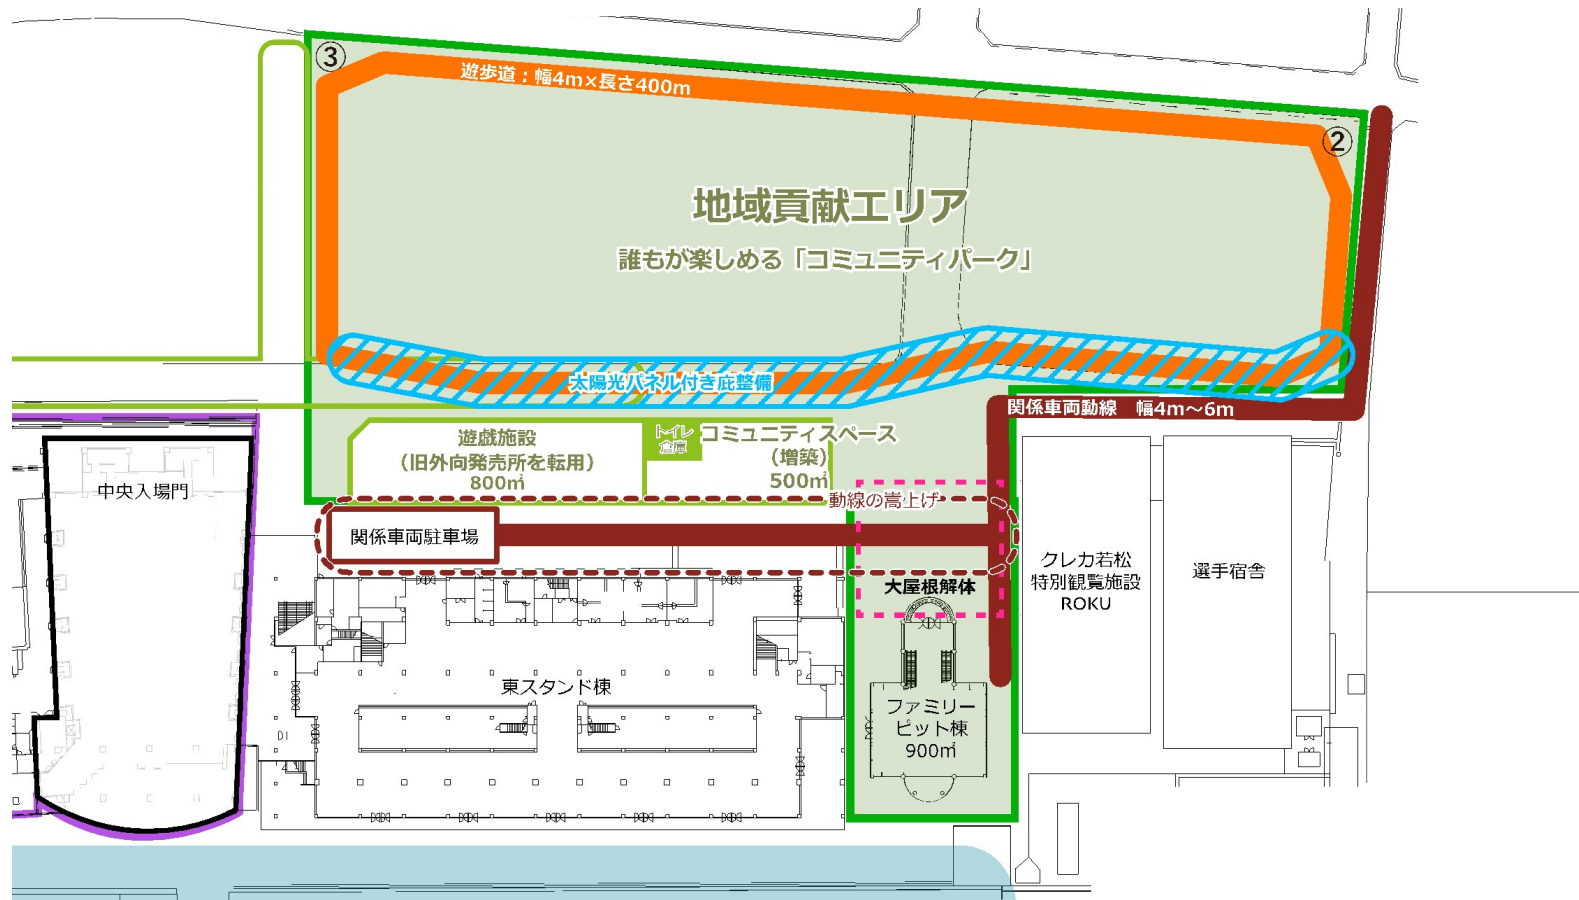 ③
遊歩道：幅4m×長さ400m
②
地域貢献エリア
誰もが楽しめる「コミュニティパーク」
太陽光パネル付き庇整備
関係車両動線　幅4m～6m
遊戯施設
（旧外向発売所を転用）
800㎡
トイレ
倉庫
コミュニティスペース
（増築）
500㎡
動線の嵩上げ
中央入場門
関係車両駐車場
大屋根解体
クレカ若松
特別観覧施設
ROKU
選手宿舎
東スタンド棟
ファミリー
ピット棟
900㎡